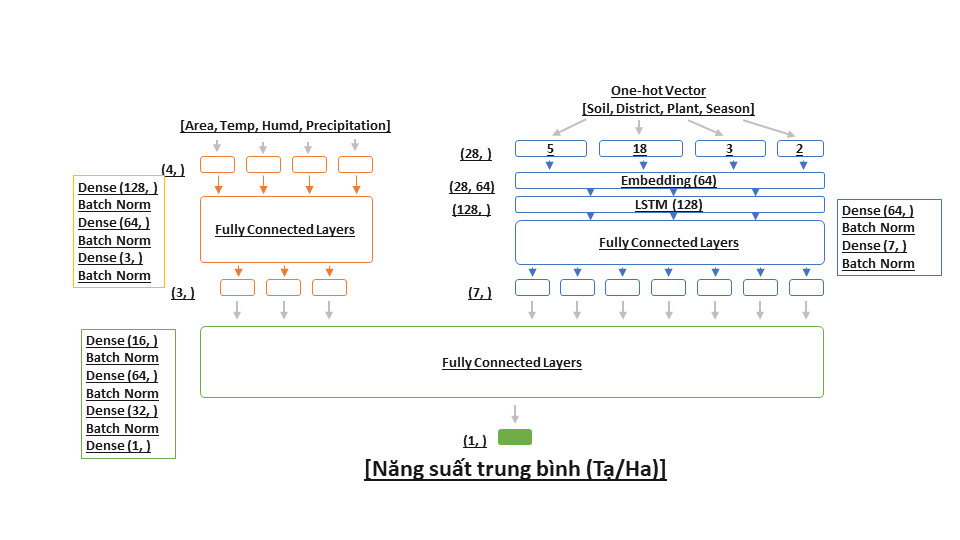 One-hot Vector
[Soil, District, Plant, Season]
[Area, Temp, Humd, Precipitation]
(28, )
5
18
3
2
(4, )
(28, 64)
Embedding (64)
(128, )
LSTM (128)
Dense (128, )
Batch Norm
Dense (64, )
Batch Norm
Dense (3, )
Batch Norm
Fully Connected Layers
Fully Connected Layers
Dense (64, )
Batch Norm
Dense (7, )
Batch Norm
(3, )
(7, )
Dense (16, )
Batch Norm
Dense (64, )
Batch Norm
Dense (32, )
Batch Norm
Dense (1, )
Fully Connected Layers
(1, )
[Năng suất trung bình (Tạ/Ha)]